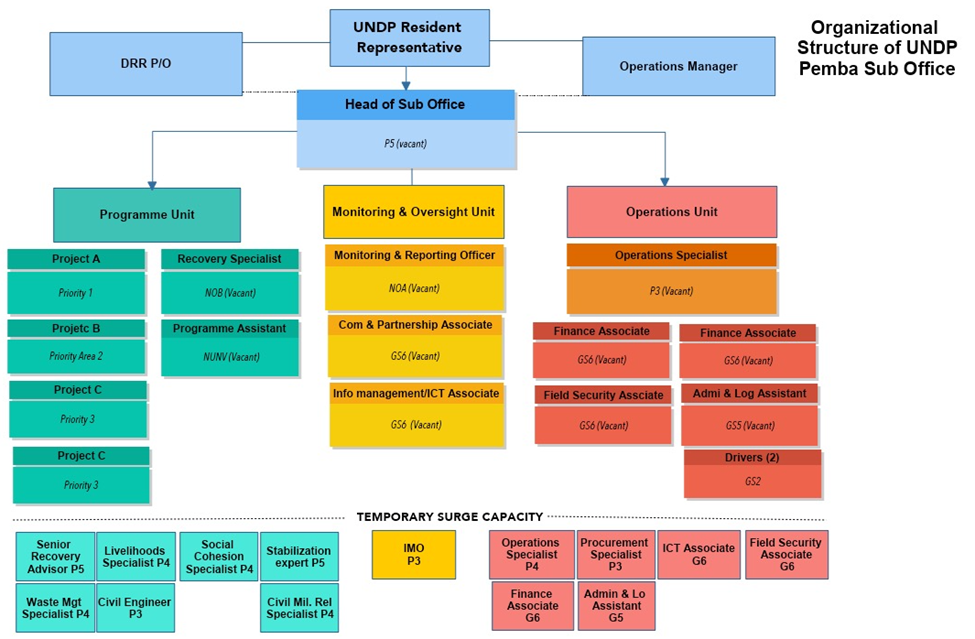 Organizational
Structure of UNDP
Pemba Sub Office
UNDP Resident
Representative
DRR P/O
Operations Manager
Head of Sub Office
P5 (vacant)
Programme Unit
Monitoring & Oversight Unit
Operations Unit
Project A
Priority 1
Recovery Specialist
NOB (Vacant)
Projetc B
Priority Area 2
Programme Assistant
NUNV (Vacant)
Project C
Priority 3
Project C
Priority 3
Monitoring & Reporting Officer
NOA (Vacant)
Com & Partnership Associate
GS6 (Vacant)
Info management/ICT Associate
GS6 (Vacant)
Operations Specialist
P3 (Vacant)
Finance Associate
GS6 (Vacant)
Finance Associate
GS6 (Vacant)
Field Security Assciate
GS6 (Vacant)
Admi & Log Assistant
GS5 (Vacant)
Drivers (2)
GS2
TEMPORARY SURGE CAPACITY
Senior
Recovery
Advisor P5
Livelihoods
Specialist P4
Social
Cohesion
Specialist P4
Stabilization
expert P5
Waste Mgt
Specialist P4
Civil Engineer
P3
Civil Mil. Rel
Specialist P4
IMO
P3
Operations
Specialist
P4
Procurement
Specialist
P3
ICT Associate
G6
Field Security
Associate
G6
Finance
Associate
G6
Admin & Lo
Assistant
G5